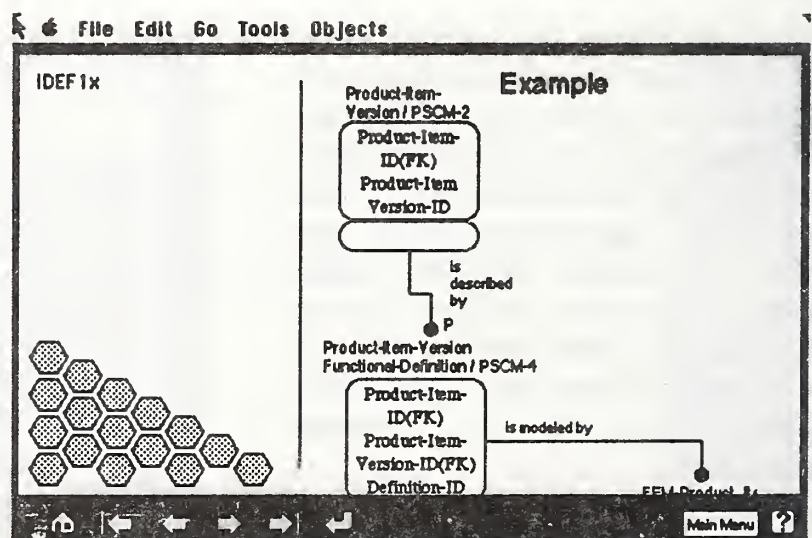 File Edit Go Tools Objects
IDEF1x
Example
Product-Item-
Version / PSCM-2
Product-Item-
ID(FK)
Product-Item
Version-ID
is
described
by
P
Product-Item-Version
Functional-Definition / PSCM-4
Product-Item-
ID(FK)
Product-Item-
Version-ID(FK)
Definition-ID
is modeled by
Main Menu ?